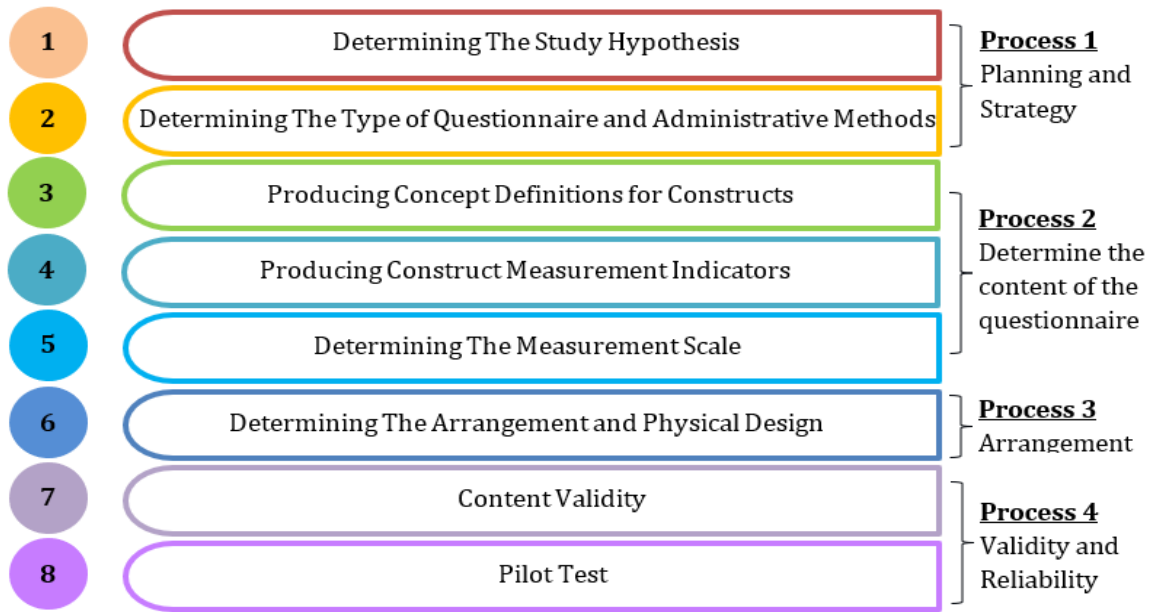 1
Determining The Study Hypothesis
2
Determining The Type of Questionnaire and Administrative Methods
Process 1
Planning and
Strategy
3
Producing Concept Definitions for Constructs
4
Producing Construct Measurement Indicators
5
Determining The Measurement Scale
Process 2
Determine the
content of the
questionnaire
6
Determining The Arrangement and Physical Design
Process 3
Arrangement
7
Content Validity
8
Pilot Test
Process 4
Validity and
Reliability